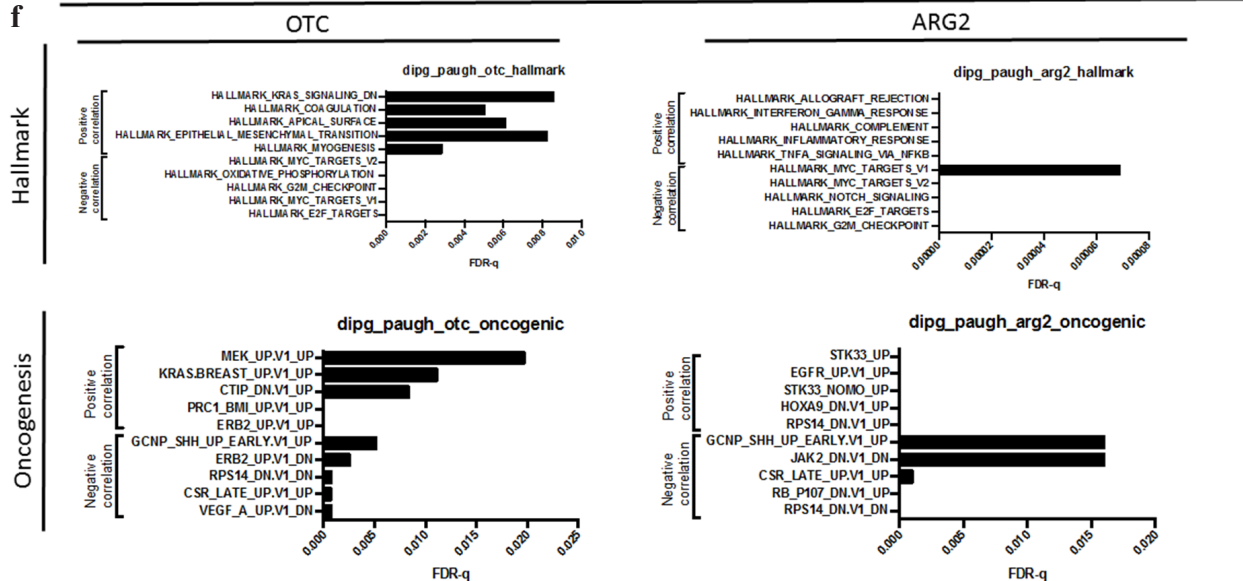 f
OTC
ARG2
Hallmark
dipg_paugh_otc_hallmark
Positive correlation
HALLMARK_KRAS_SIGNALING_DN
HALLMARK_COAGULATION
HALLMARK_APICAL_SURFACE
HALLMARK_EPITHELIAL_MESENCHYMAL_TRANSITION
HALLMARK_MYOGENESIS
Negative correlation
HALLMARK_MYC_TARGETS_V2
HALLMARK_OXIDATIVE_PHOSPHORYLATION
HALLMARK_G2M_CHECKPOINT
HALLMARK_MYC_TARGETS_V1
HALLMARK_E2F_TARGETS
0.000 0.002 0.004 0.006 0.008 0.010
FDR-q
dipg_paugh_arg2_hallmark
Positive correlation
HALLMARK_ALLOGRAFT_REJECTION
HALLMARK_INTERFERON_GAMMA_RESPONSE
HALLMARK_COMPLEMENT
HALLMARK_INFLAMMATORY_RESPONSE
HALLMARK_TNFA_SIGNALING_VIA_NFKB
Negative correlation
HALLMARK_MYC_TARGETS_V1
HALLMARK_MYC_TARGETS_V2
HALLMARK_NOTCH_SIGNALING
HALLMARK_E2F_TARGETS
HALLMARK_G2M_CHECKPOINT
0.00000 0.00002 0.00004 0.00006 0.00008
FDR-q
Oncogenesis
dipg_paugh_otc_oncogenic
Positive correlation
MEK_UP.V1_UP
KRAS.BREAST_UP.V1_UP
CTIP_DN.V1_UP
PRC1_BMI_UP.V1_UP
ERB2_UP.V1_UP
Negative correlation
GCNP_SHH_UP_EARLY.V1_UP
ERB2_UP.V1_DN
RPS14_DN.V1_DN
CSR_LATE_UP.V1_UP
VEGF_A_UP.V1_DN
0.000 0.005 0.010 0.015 0.020 0.025
FDR-q
dipg_paugh_arg2_oncogenic
Positive correlation
STK33_UP
EGFR_UP.V1_UP
STK33_NOMO_UP
HOXA9_DN.V1_UP
RPS14_DN.V1_UP
Negative correlation
GCNP_SHH_UP_EARLY.V1_UP
JAK2_DN.V1_DN
CSR_LATE_UP.V1_UP
RB_P107_DN.V1_UP
RPS14_DN.V1_DN
0.000 0.005 0.010 0.015 0.020
FDR-q